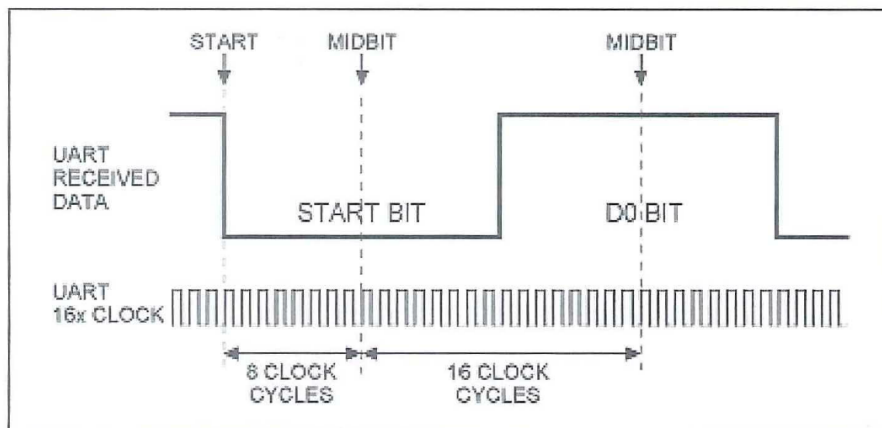 START
MIDBIT
MIDBIT
UART
RECEIVED
DATA
START BIT
D0 BIT
UART
16x CLOCK
8 CLOCK
CYCLES
16 CLOCK
CYCLES